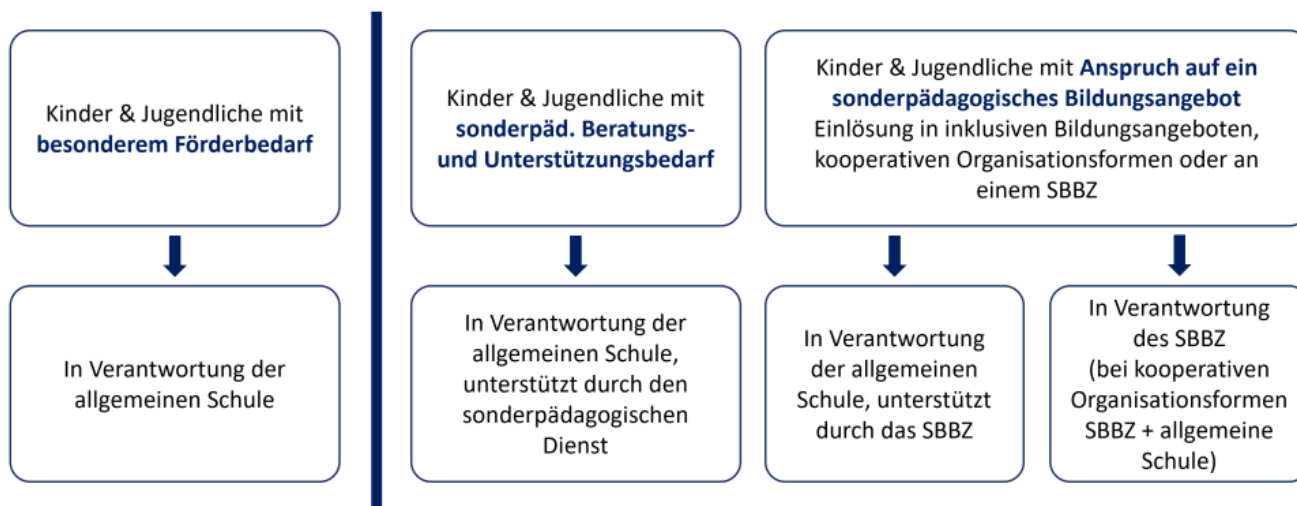 Kinder & Jugendliche mit
besonderem Förderbedarf
Kinder & Jugendliche mit
sonderpäd. Beratungs-
und Unterstützungsbedarf
Kinder & Jugendliche mit Anspruch auf ein
sonderpädagogisches Bildungsangebot
Einlösung in inklusiven Bildungsangeboten,
kooperativen Organisationsformen oder an
einem SBBZ
In Verantwortung der
allgemeinen Schule
In Verantwortung der
allgemeinen Schule,
unterstützt durch den
sonderpädagogischen
Dienst
In Verantwortung
der allgemeinen
Schule, unterstützt
durch das SBBZ
In Verantwortung
des SBBZ
(bei kooperativen
Organisationsformen
SBBZ + allgemeine
Schule)